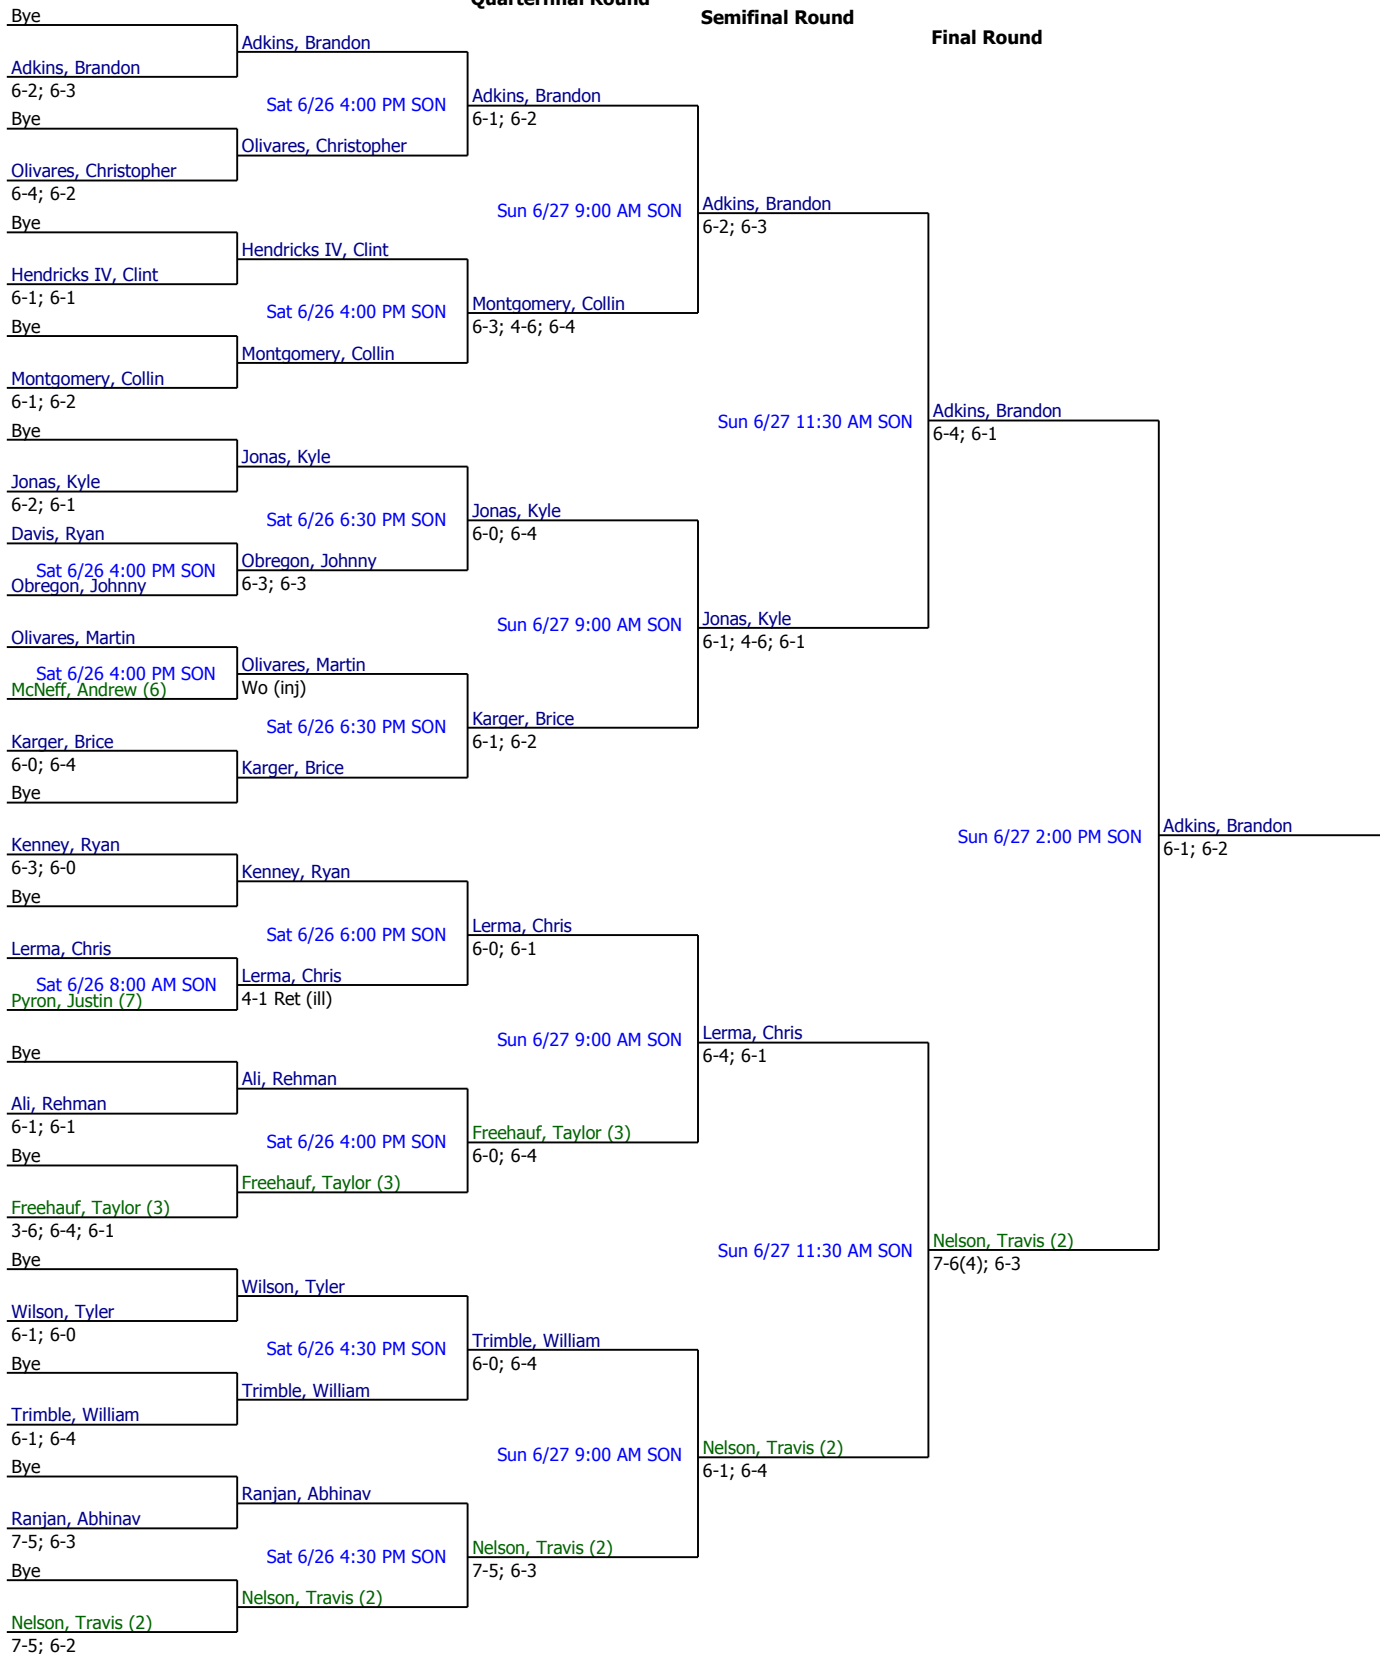 Quarterfinal Round
Semifinal Round
Final Round
Bye
Adkins, Brandon
Adkins, Brandon
6-2; 6-3
Sat 6/26 4:00 PM SON
Adkins, Brandon
6-1; 6-2
Bye
Olivares, Christopher
Olivares, Christopher
6-4; 6-2
Sun 6/27 9:00 AM SON
Adkins, Brandon
6-2; 6-3
Bye
Hendricks IV, Clint
Hendricks IV, Clint
6-1; 6-1
Sat 6/26 4:00 PM SON
Montgomery, Collin
6-3; 4-6; 6-4
Bye
Montgomery, Collin
Montgomery, Collin
6-1; 6-2
Sun 6/27 11:30 AM SON
Adkins, Brandon
6-4; 6-1
Bye
Jonas, Kyle
Jonas, Kyle
6-2; 6-1
Sat 6/26 6:30 PM SON
Jonas, Kyle
6-0; 6-4
Davis, Ryan
Sat 6/26 4:00 PM SON
Obregon, Johnny
Obregon, Johnny
6-3; 6-3
Sun 6/27 9:00 AM SON
Jonas, Kyle
6-1; 4-6; 6-1
Olivares, Martin
Sat 6/26 4:00 PM SON
McNeff, Andrew (6)
Olivares, Martin
Wo (inj)
Sat 6/26 6:30 PM SON
Karger, Brice
6-1; 6-2
Karger, Brice
6-0; 6-4
Karger, Brice
Bye
Sun 6/27 2:00 PM SON
Adkins, Brandon
6-1; 6-2
Kenney, Ryan
6-3; 6-0
Kenney, Ryan
Bye
Sat 6/26 6:00 PM SON
Lerma, Chris
6-0; 6-1
Lerma, Chris
Sat 6/26 8:00 AM SON
Pyron, Justin (7)
Lerma, Chris
4-1 Ret (ill)
Sun 6/27 9:00 AM SON
Lerma, Chris
6-4; 6-1
Bye
Ali, Rehman
Ali, Rehman
6-1; 6-1
Sat 6/26 4:00 PM SON
Freehauf, Taylor (3)
6-0; 6-4
Bye
Freehauf, Taylor (3)
Freehauf, Taylor (3)
3-6; 6-4; 6-1
Sun 6/27 11:30 AM SON
Nelson, Travis (2)
7-6(4); 6-3
Bye
Wilson, Tyler
Wilson, Tyler
6-1; 6-0
Sat 6/26 4:30 PM SON
Trimble, William
6-0; 6-4
Bye
Trimble, William
Trimble, William
6-1; 6-4
Sun 6/27 9:00 AM SON
Nelson, Travis (2)
6-1; 6-4
Bye
Ranjan, Abhinav
Ranjan, Abhinav
7-5; 6-3
Sat 6/26 4:30 PM SON
Nelson, Travis (2)
7-5; 6-3
Bye
Nelson, Travis (2)
Nelson, Travis (2)
7-5; 6-2